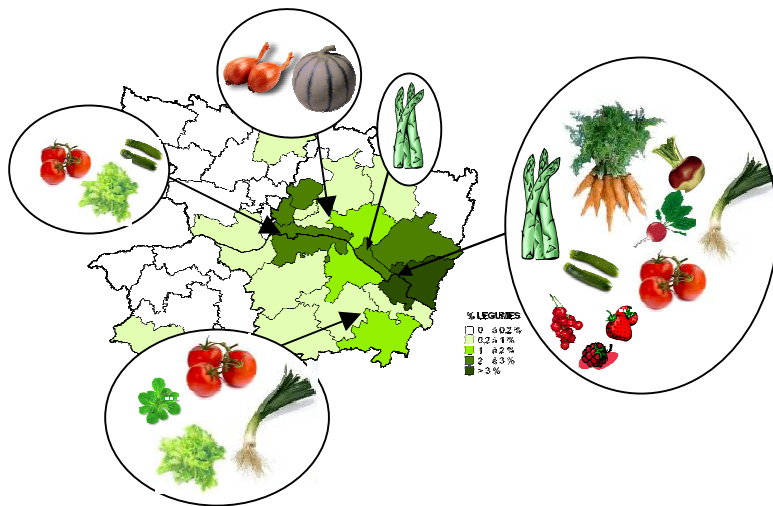 % LEGUMES
0 à 0,2 %
0,2 à 1 %
1 à 2 %
2 à 3 %
> 3 %